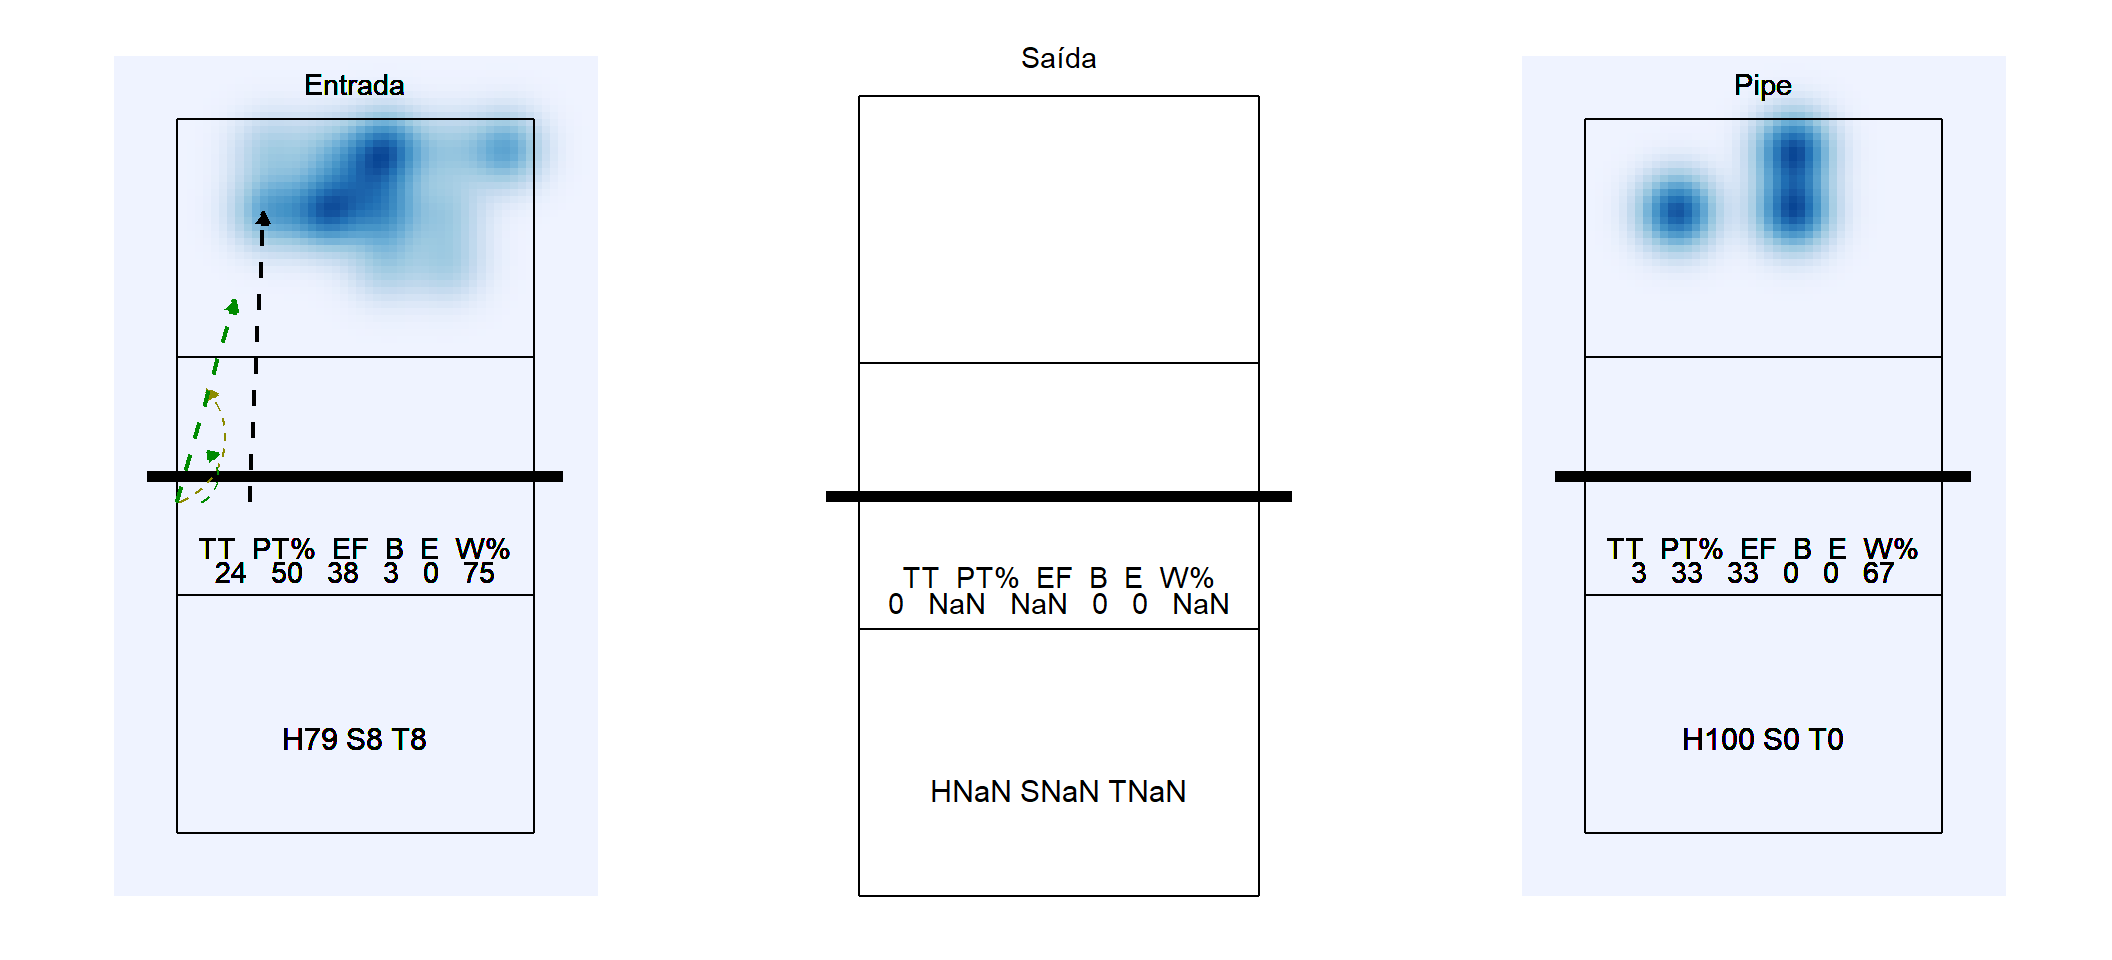 Entrada
TT PT% EF B E W%
24 50 38 3 0 75
H79 S8 T8
Saída
TT PT% EF B E W%
0 NaN NaN 0 0 NaN
HNaN SNaN TNaN
Pipe
TT PT% EF B E W%
3 33 33 0 0 67
H100 S0 T0